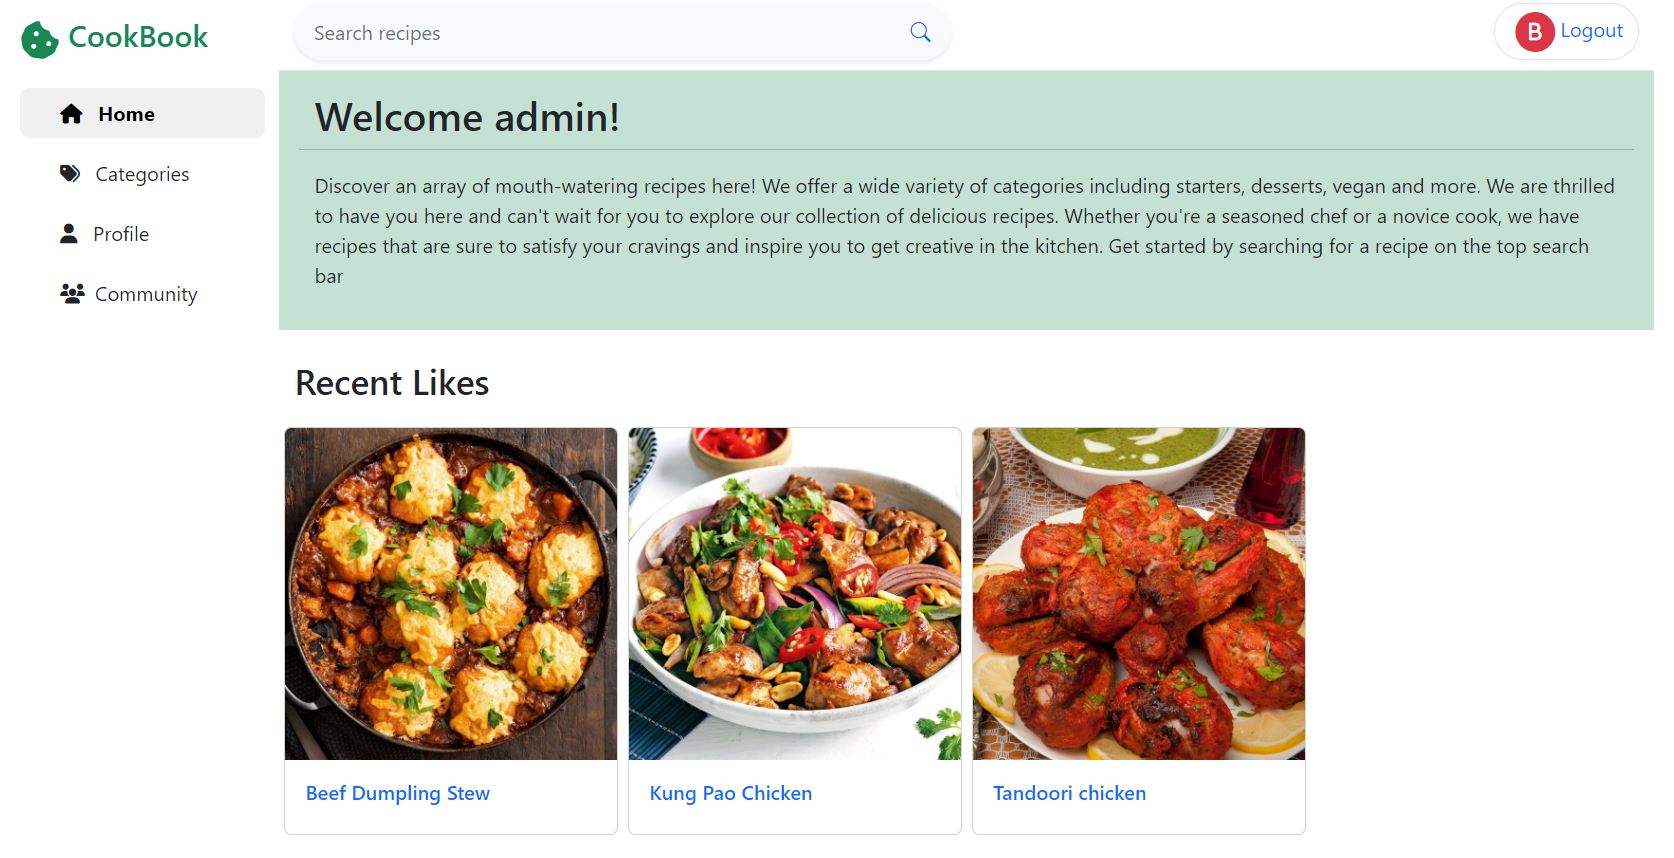 CookBook
Search recipes
B Logout
Home
Categories
Profile
Community
Welcome admin!
Discover an array of mouth-watering recipes here! We offer a wide variety of categories including starters, desserts, vegan and more. We are thrilled
to have you here and can't wait for you to explore our collection of delicious recipes. Whether you're a seasoned chef or a novice cook, we have
recipes that are sure to satisfy your cravings and inspire you to get creative in the kitchen. Get started by searching for a recipe on the top search
bar
Recent Likes
Beef Dumpling Stew
Kung Pao Chicken
Tandoori chicken